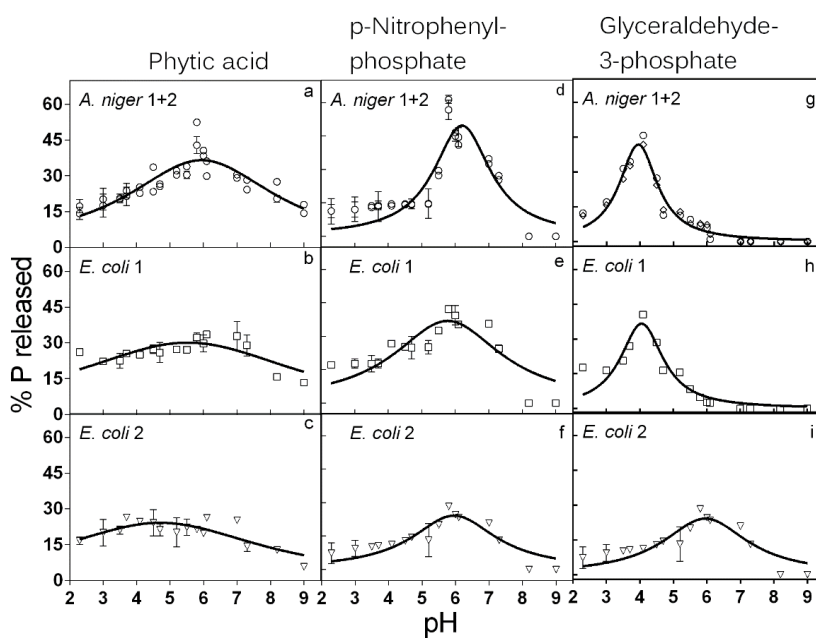 Phytic acid
p-Nitrophenyl-
phosphate
Glyceraldehyde-
3-phosphate
A. niger 1+2
a
A. niger 1+2
d
A. niger 1+2
g
60
45
30
15
0
E. coli 1
b
E. coli 1
e
E. coli 1
h
60
45
30
15
0
E. coli 2
c
E. coli 2
f
E. coli 2
i
60
45
30
15
0
% P released
2 3 4 5 6 7 8 9
2 3 4 5 6 7 8 9
2 3 4 5 6 7 8 9
pH